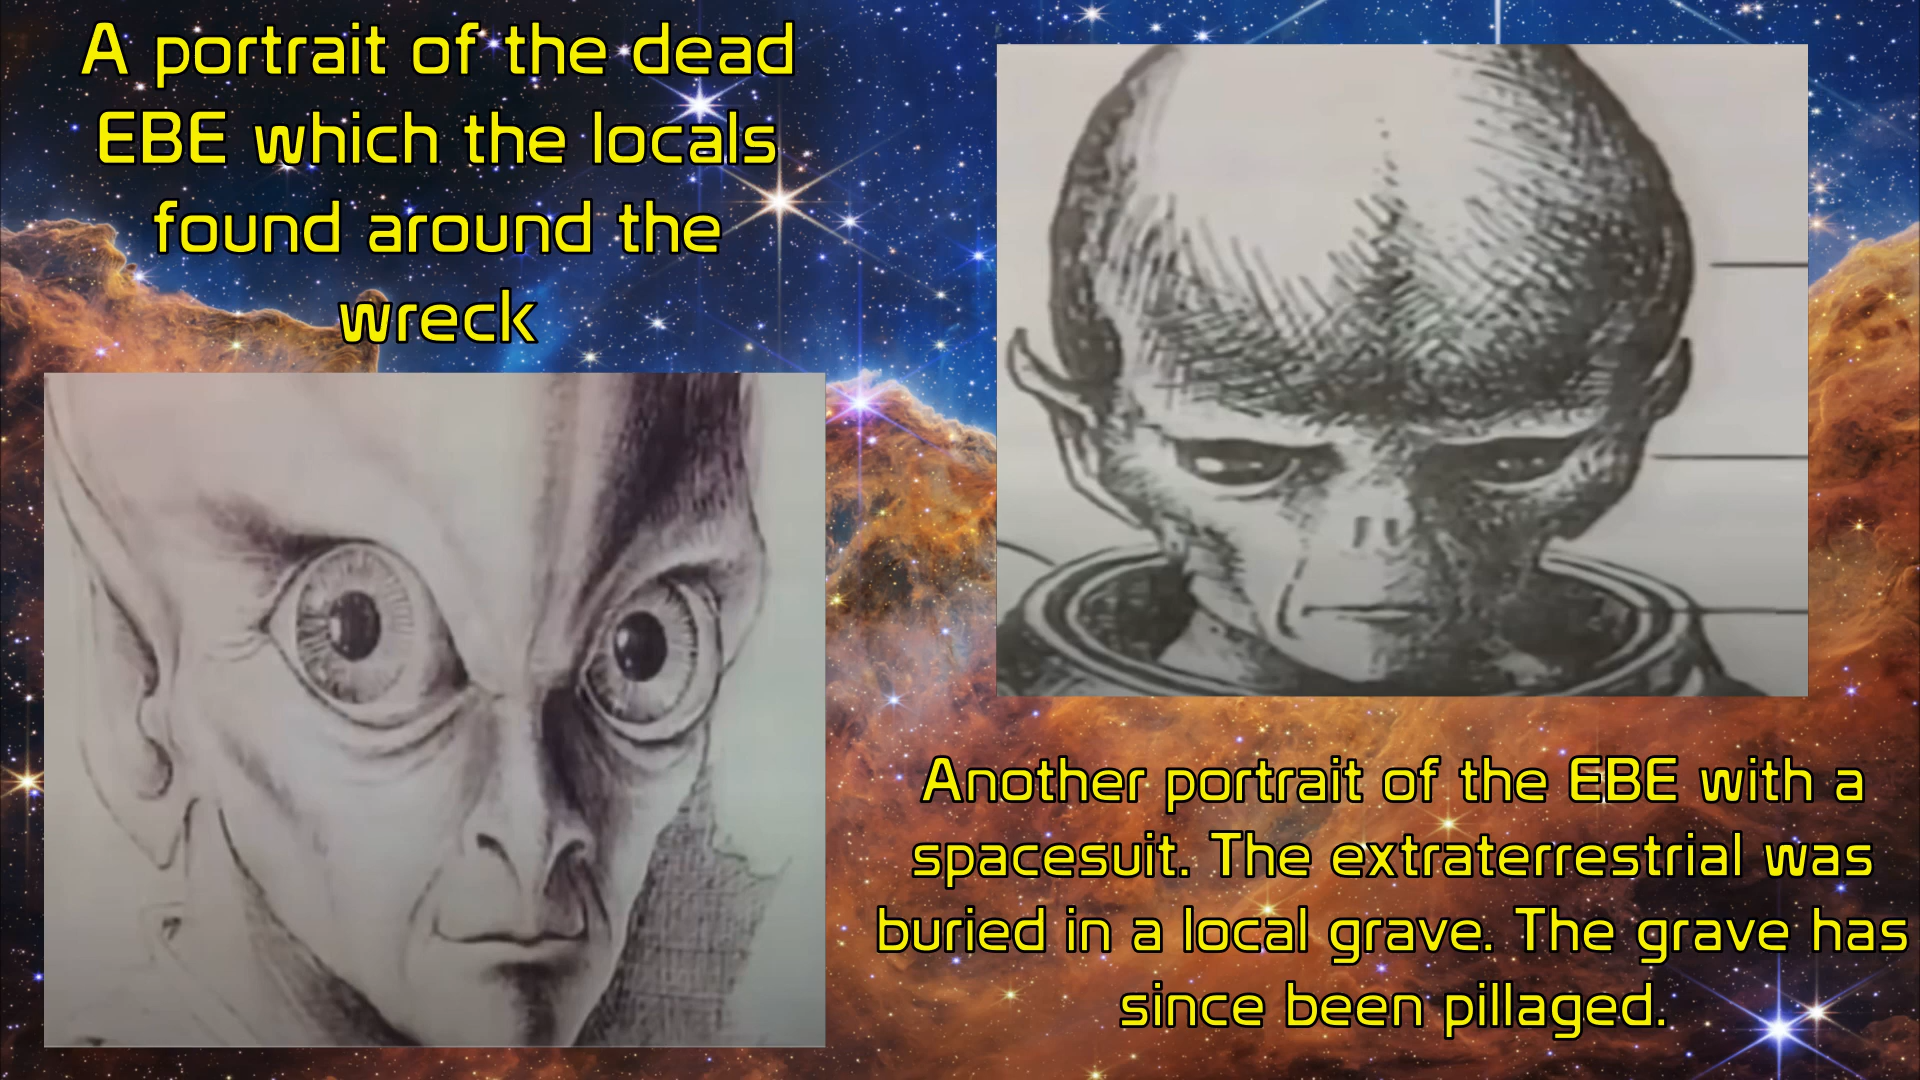 A portrait of the dead
EBE which the locals
found around the
wreck
Another portrait of the EBE with a
spacesuit. The extraterrestrial was
buried in a local grave. The grave has
since been pillaged.